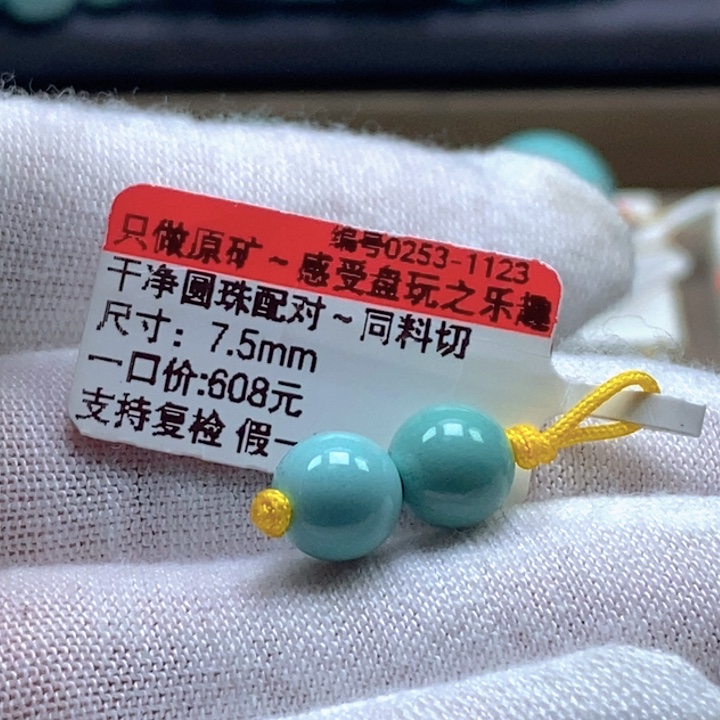 编号0253-1123
只做原矿~感受盘玩之乐趣
干净圆珠配对~同料切
尺寸: 7.5mm
一口价:608元
支持复检 假一